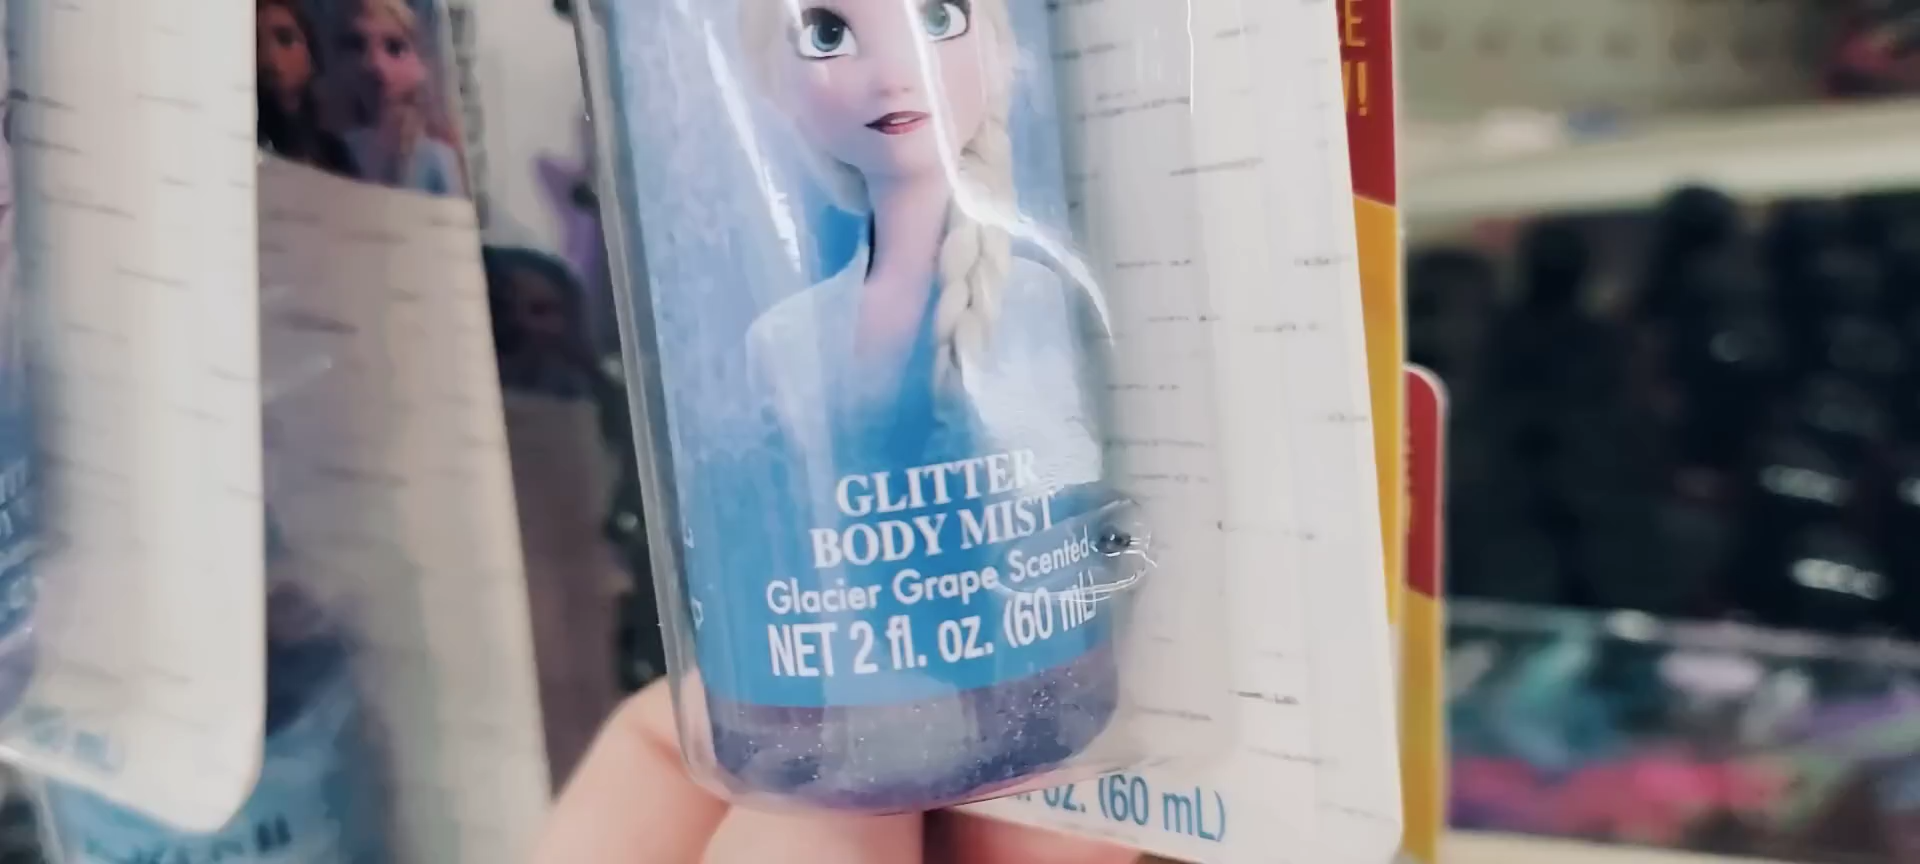 GLITTER
BODY MIST
Glacier Grape Scented
NET 2 fl. oz. (60 mL)
oz. (60 mL)